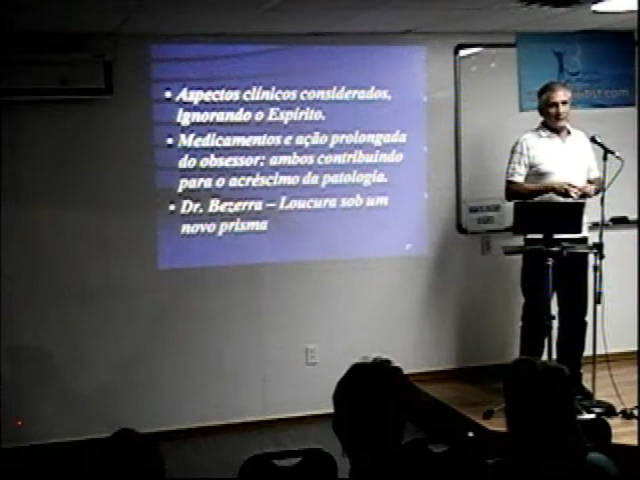 • Aspectos clínicos considerados,
ignorando o Espírito.
• Medicamentos e ação prolongada
do obsessor: ambos contribuindo
para o acréscimo da patologia.
• Dr. Bezerra – Loucura sob um
novo prisma